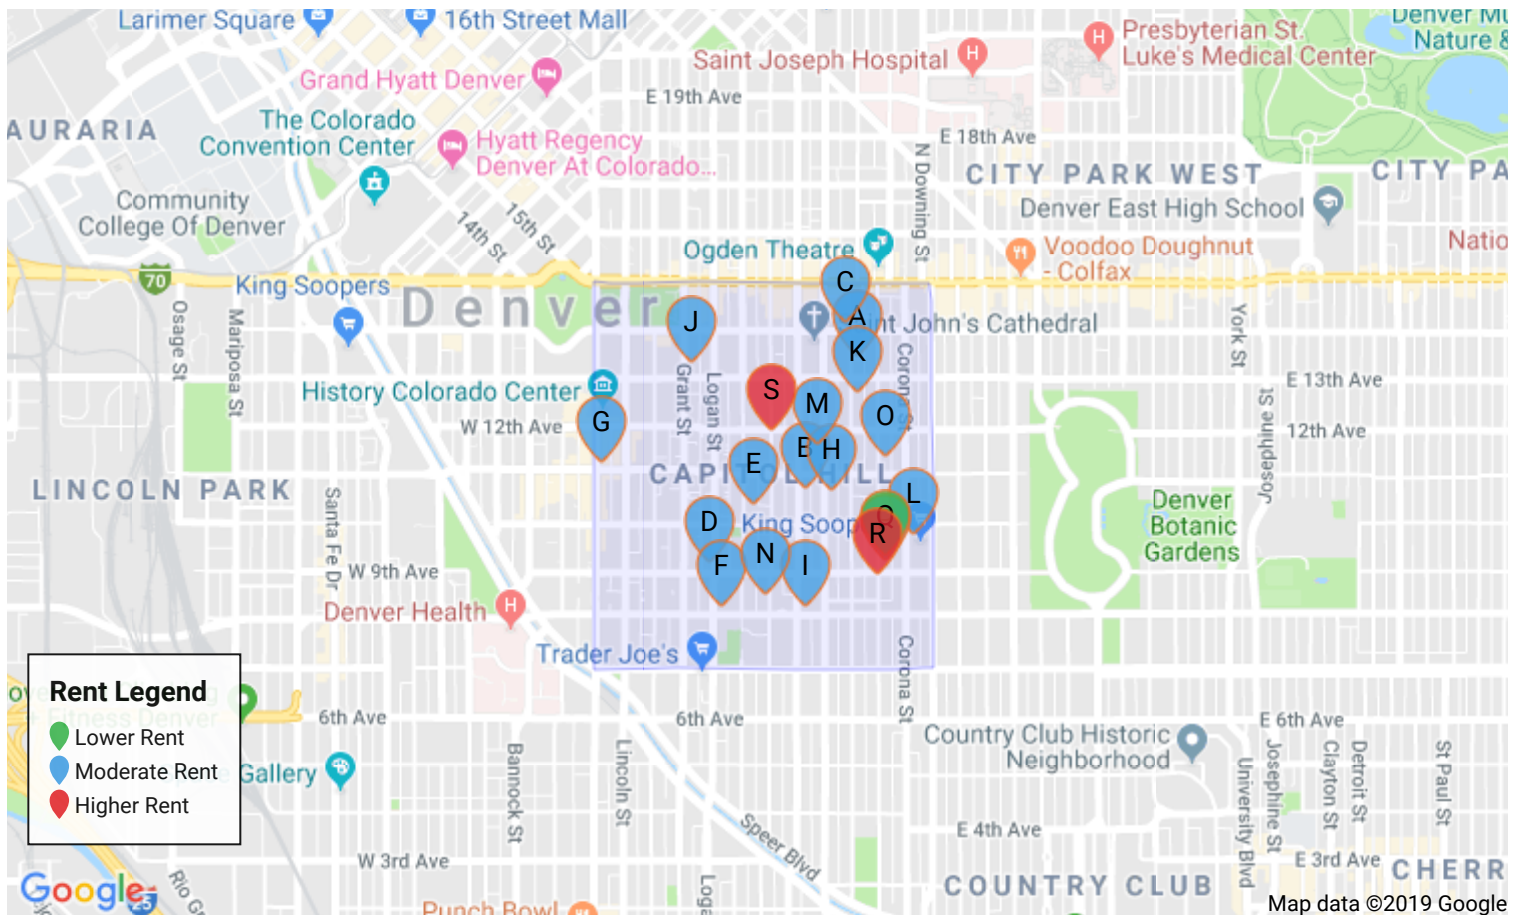 Larimer Square
16th Street Mall
Presbyterian St.
Luke's Medical Center
Nature &
Saint Joseph Hospital
H
H
Grand Hyatt Denver
E 19th Ave
AURARIA
The Colorado
Convention Center
Hyatt Regency
Denver At Colorado...
E 18th Ave
N Downing St
CITY PARK WEST
CITY PA
Community
College Of Denver
Denver East High School
14th St
15th St
Ogden Theatre
Voodoo Doughnut
- Colfax
Natio
70
King Soopers
Denver
C
J
A
int John's Cathedral
K
Osage St
Mariposa St
York St
History Colorado Center
Grant St
Logan St
Corona St
S
M
O
E 13th Ave
G
W 12th Ave
12th Ave
Josephine St
B
H
E
CAPITOL HILL
L
LINCOLN PARK
Santa Fe Dr
D
King Soop
Q
R
Denver
Botanic
Gardens
F
N
I
W 9th Ave
Denver Health
H
Trader Joe's
Corona St
Rent Legend
Lower Rent
Moderate Rent
Higher Rent
6th Ave
6th Ave
E 6th Ave
Country Club Historic
Neighborhood
Gallery
Bannock St
Lincoln St
University Blvd
Josephine St
Clayton St
Detroit St
St Paul St
Speer Blvd
E 4th Ave
W 3rd Ave
E 3rd Ave
CHERR
COUNTRY CLUB
Google
25
Punch Bowl
Map data ©2019 Google